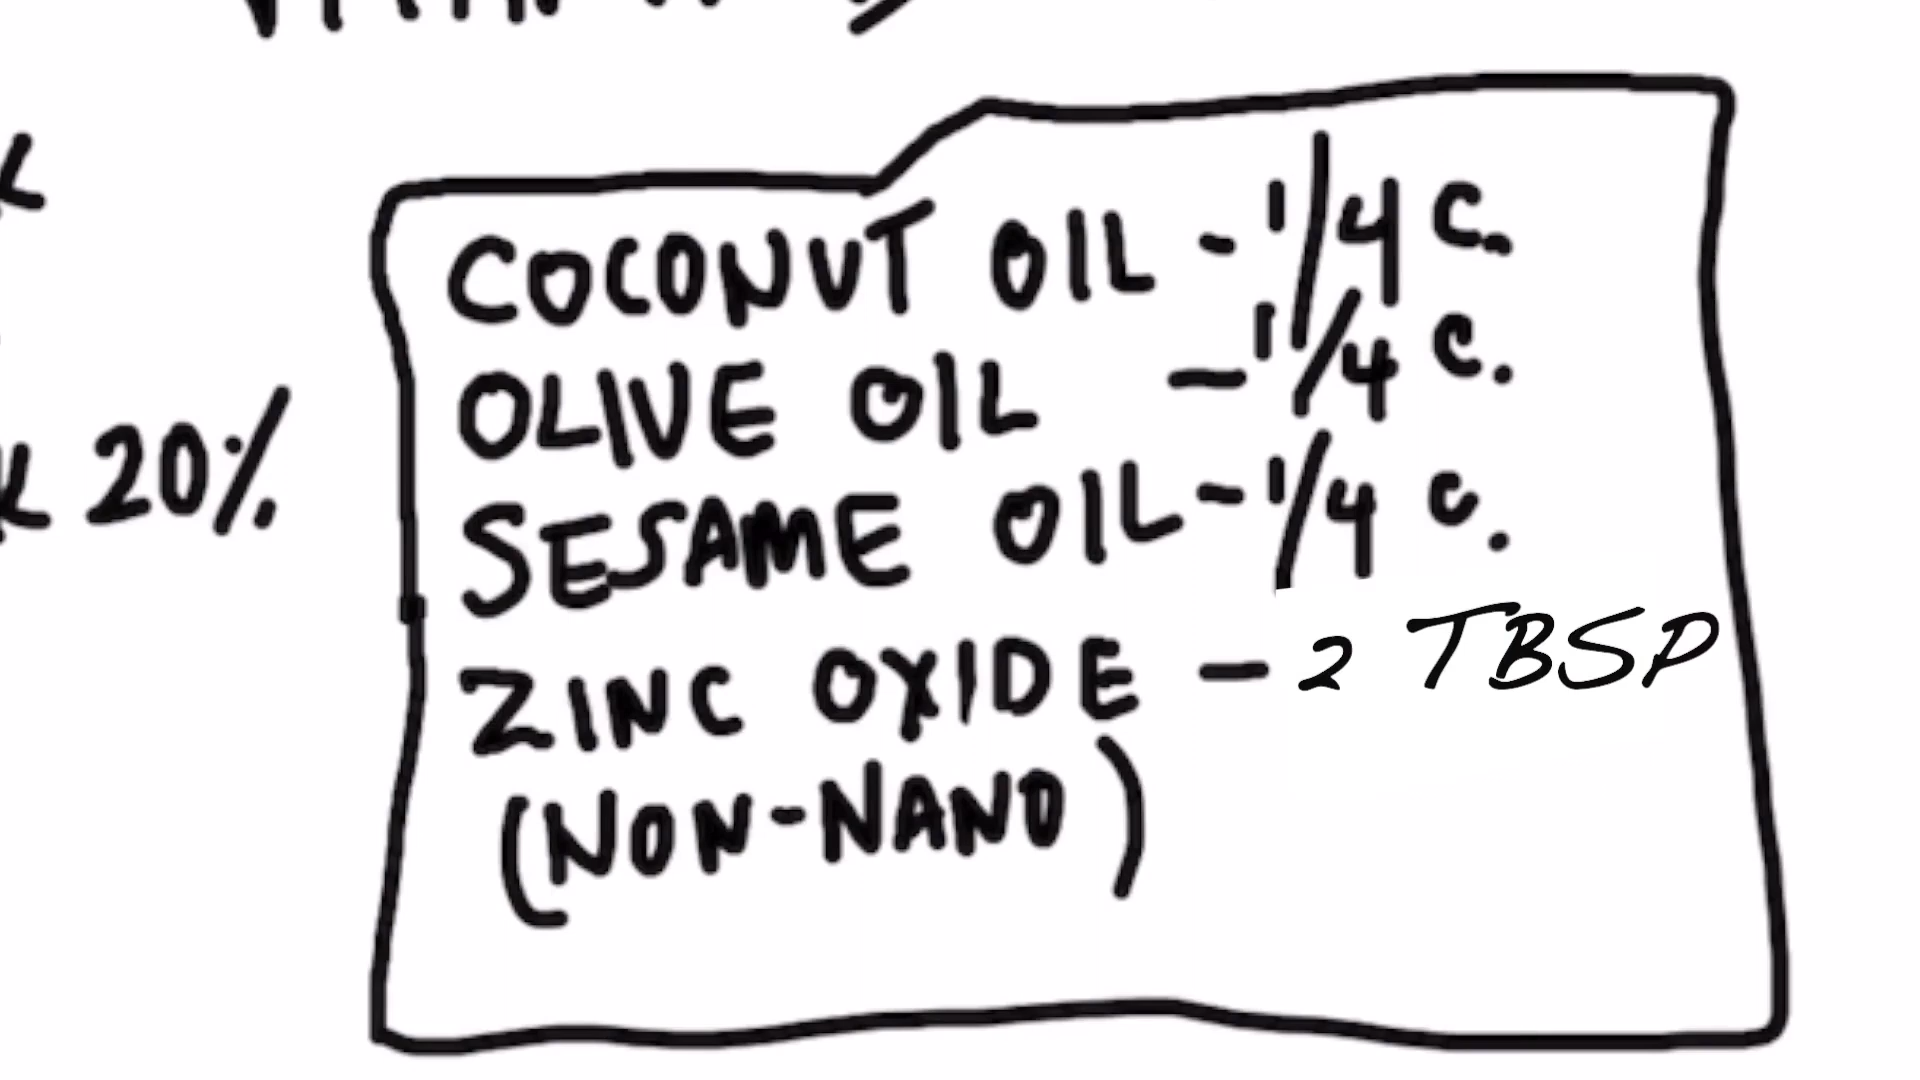 20%
COCONUT OIL - 1/4 C.
OLIVE OIL - 1/4 C.
SESAME OIL - 1/4 C.
ZINC OXIDE - 2 TBSP
(NON-NANO)